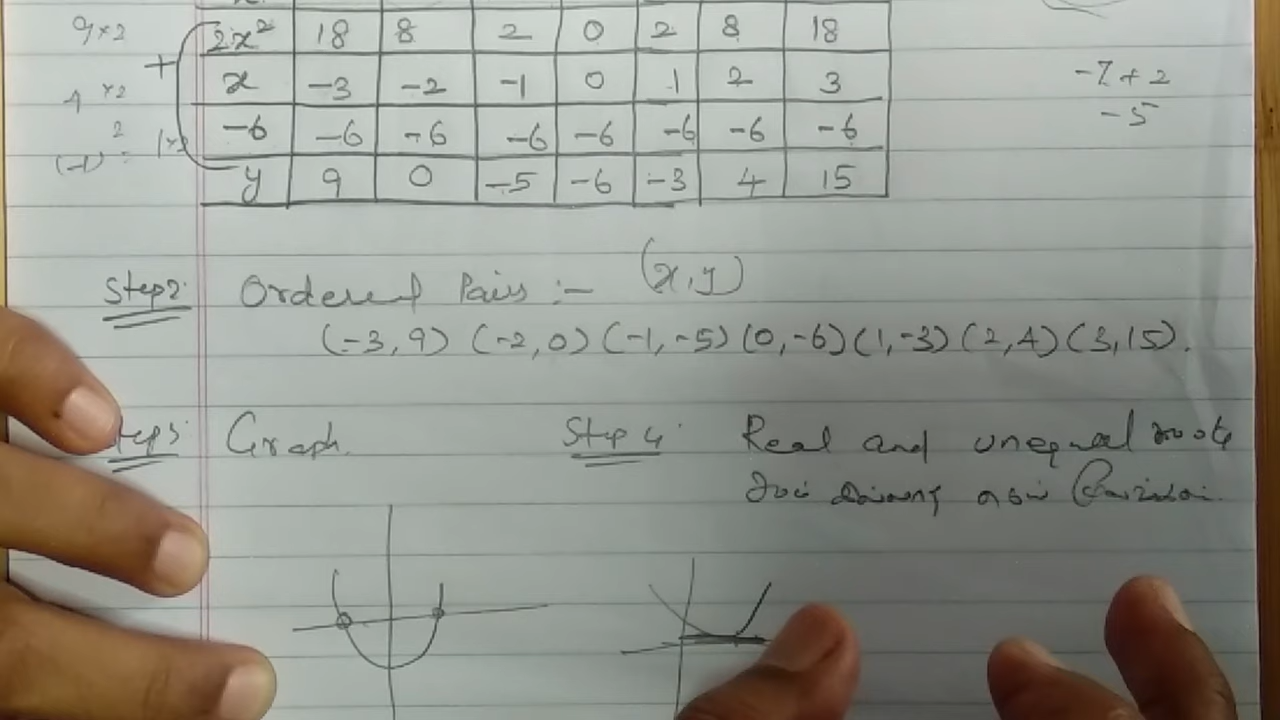 9×2
2x² 18 8 2 0 2 8 18
+
x -3 -2 -1 0 1 2 3
-7+2
4 ×2
-5
-6 -6 -6 -6 -6 -6 -6 -6
(-1)² = 1×2
y 9 0 -5 -6 -3 4 15
Step2: Ordered Pairs :- (x,y)
(-3,9) (-2,0) (-1,-5) (0,-6) (1,-3) (2,4) (3,15).
Step3: Graph. Step 4: Real and unequal roots